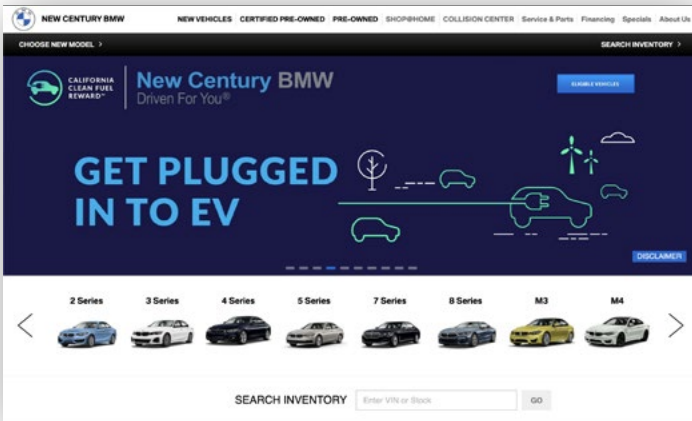 NEW CENTURY BMW
NEW VEHICLES CERTIFIED PRE-OWNED PRE-OWNED SHOP@HOME COLLISION CENTER Service & Parts Financing Specials About Us
CHOOSE NEW MODEL >
SEARCH INVENTORY >
CALIFORNIA
CLEAN FUEL
REWARD™
New Century BMW
Driven For You®
ELIGIBLE VEHICLES
GET PLUGGED
IN TO EV
DISCLAIMER
2 Series 3 Series 4 Series 5 Series 7 Series 8 Series M3 M4
SEARCH INVENTORY Enter VIN or Stock GO